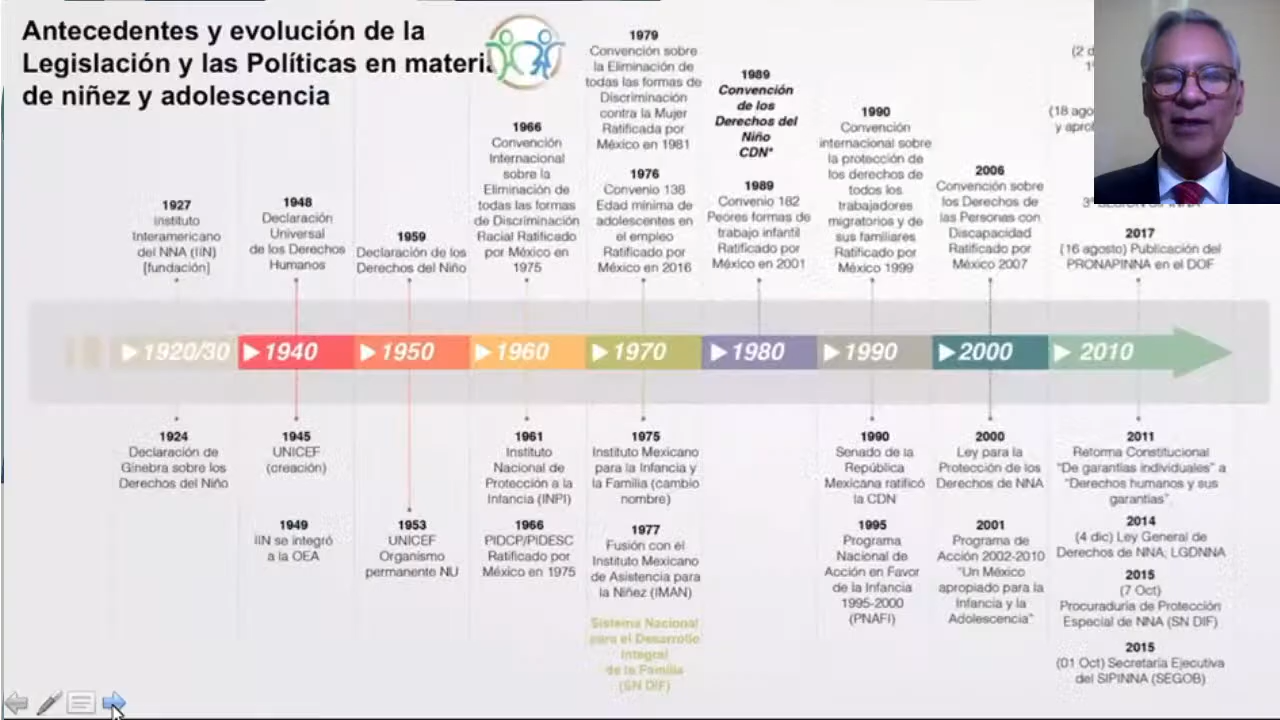 Antecedentes y evolución de la
Legislación y las Políticas en materia
de niñez y adolescencia
1927
Instituto
Interamericano
del NNA (IIN)
[fundación]
1948
Declaración
Universal
de los Derechos
Humanos
1959
Declaración de los
Derechos del Niño
1966
Convención
Internacional
sobre la
Eliminación de
todas las formas
de Discriminación
Racial Ratificado
por México en
1975
1979
Convención sobre
la Eliminación de
todas las formas de
Discriminación
contra la Mujer
Ratificada por
México en 1981
1976
Convenio 138
Edad mínima de
adolescentes en
el empleo
Ratificado por
México en 2016
1989
Convención
de los
Derechos del
Niño
CDN*
1989
Convenio 182
Peores formas de
trabajo infantil
Ratificado por
México en 2001
1990
Convención
internacional sobre
la protección de
los derechos de
todos los
trabajadores
migratorios y de
sus familiares
Ratificado por
México 1999
2006
Convención sobre
los Derechos de
las Personas con
Discapacidad
Ratificado por
México 2007
(2 d
(18 ago
y aprob
2017
(16 agosto) Publicación del
PRONAPINNA en el DOF
1920/30
1940
1950
1960
1970
1980
1990
2000
2010
1924
Declaración de
Ginebra sobre los
Derechos del Niño
1945
UNICEF
(creación)
1949
IIN se integró
a la OEA
1953
UNICEF
Organismo
permanente NU
1961
Instituto
Nacional de
Protección a la
Infancia (INPI)
1966
PIDCP/PIDESC
Ratificado por
México en 1975
1975
Instituto Mexicano
para la Infancia y
la Familia (cambio
nombre)
1977
Fusión con el
Instituto Mexicano
de Asistencia para
la Niñez (IMAN)
Sistema Nacional
para el Desarrollo
Integral
de la Familia
(SN DIF)
1990
Senado de la
República
Mexicana ratificó
la CDN
1995
Programa
Nacional de
Acción en Favor
de la Infancia
1995-2000
(PNAFI)
2000
Ley para la
Protección de los
Derechos de NNA
2001
Programa de
Acción 2002-2010
"Un México
apropiado para la
Infancia y la
Adolescencia"
2011
Reforma Constitucional
"De garantías individuales" a
"Derechos humanos y sus
garantías"
2014
(4 dic) Ley General de
Derechos de NNA, LGDNNA
2015
(7 Oct)
Procuraduría de Protección
Especial de NNA (SN DIF)
2015
(01 Oct) Secretaría Ejecutiva
del SIPINNA (SEGOB)